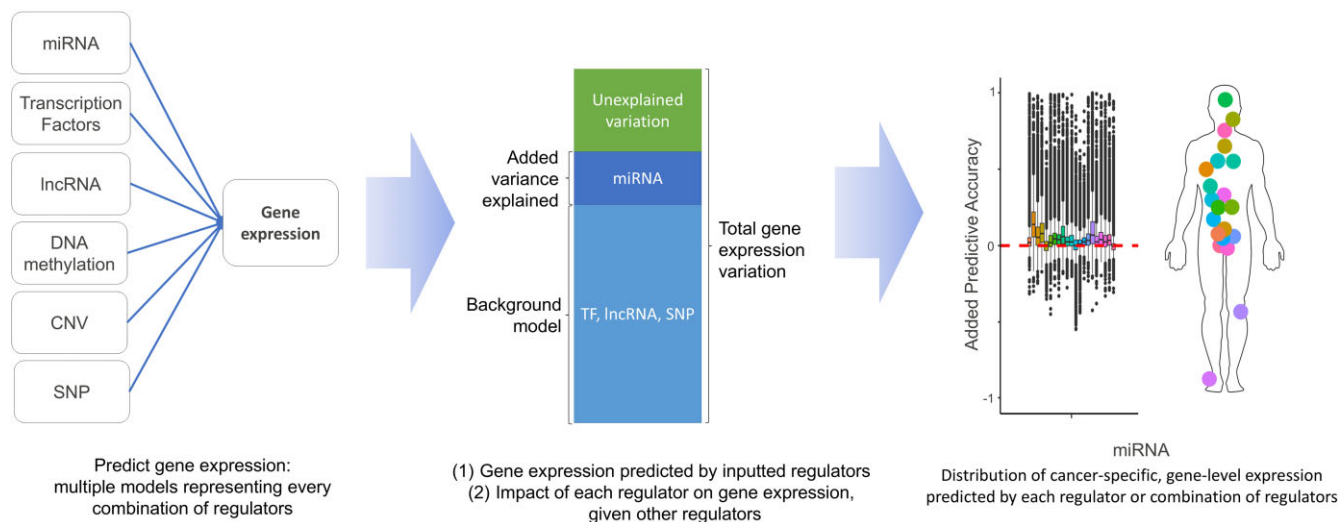 miRNA
Transcription
Factors
lncRNA
DNA
methylation
CNV
SNP
Gene
expression
Predict gene expression:
multiple models representing every
combination of regulators
Unexplained
variation
Added
variance
explained
miRNA
Total gene
expression
variation
Background
model
TF, lncRNA, SNP
(1) Gene expression predicted by inputted regulators
(2) Impact of each regulator on gene expression,
given other regulators
Added Predictive Accuracy
1
0
-1
miRNA
Distribution of cancer-specific, gene-level expression
predicted by each regulator or combination of regulators